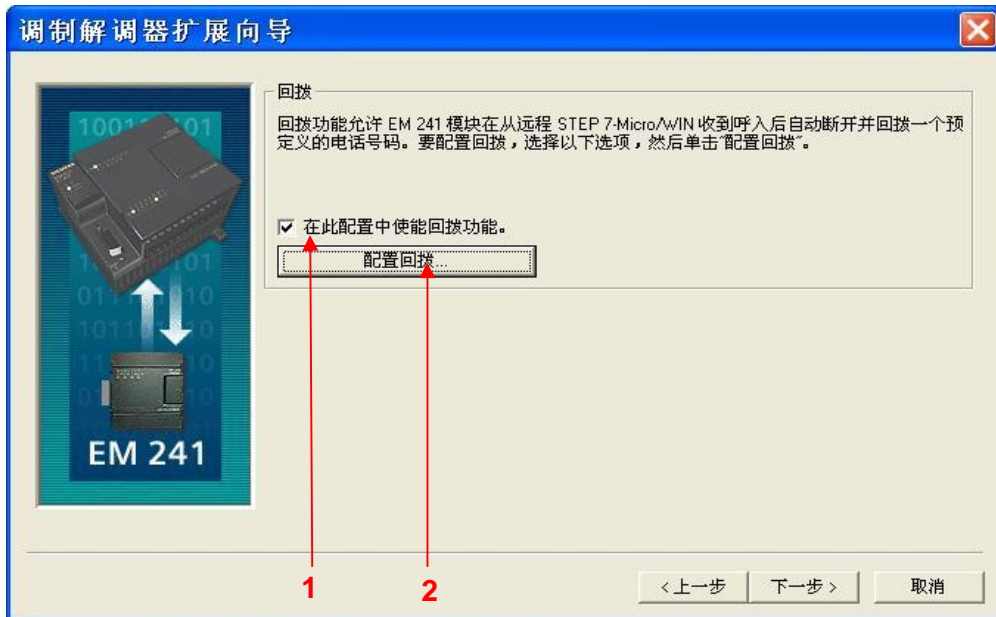 调制解调器扩展向导
回拨
回拨功能允许 EM 241 模块在从远程 STEP 7-Micro/WIN 收到呼入后自动断开并回拨一个预
定义的电话号码。要配置回拨，选择以下选项，然后单击“配置回拨”。
在此配置中使能回拨功能。
配置回拨...
EM 241
1
2
<上一步
下一步>
取消